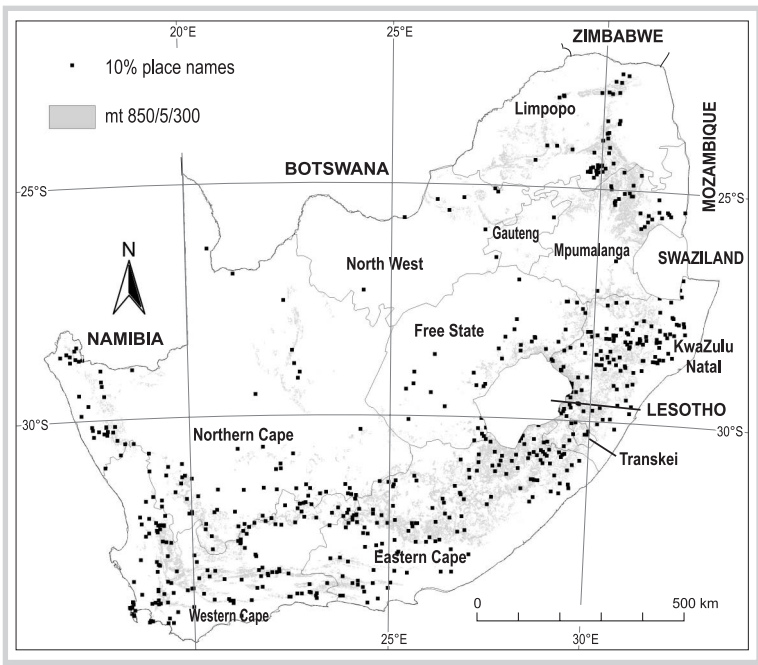 20°E
25°E
ZIMBABWE
10% place names
mt 850/5/300
Limpopo
MOZAMBIQUE
BOTSWANA
25°S
25°S
N
Gauteng
Mpumalanga
SWAZILAND
North West
NAMIBIA
Free State
KwaZulu
Natal
LESOTHO
30°S
30°S
Northern Cape
Transkei
Eastern Cape
Western Cape
0
500 km
25°E
30°E